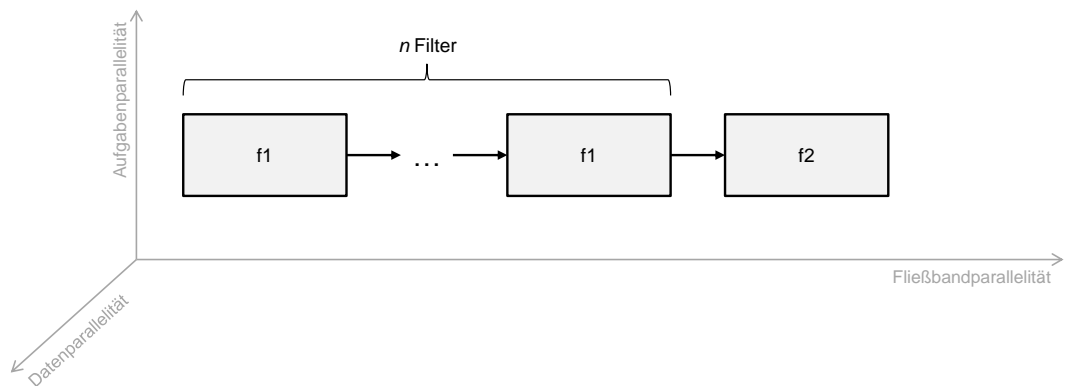 n Filter
Aufgabenparallelität
f1
...
f1
f2
Fließbandparallelität
Datenparallelität